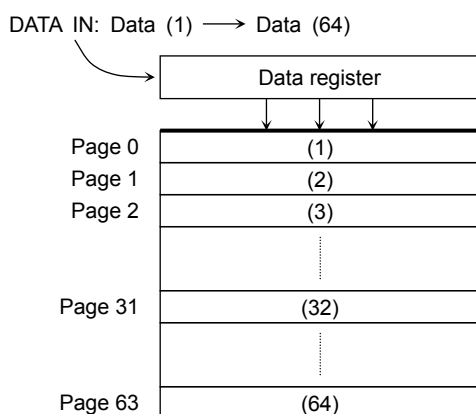 DATA IN: Data (1) ⟶ Data (64)
Data register
Page 0 (1)
Page 1 (2)
Page 2 (3)
Page 31 (32)
Page 63 (64)